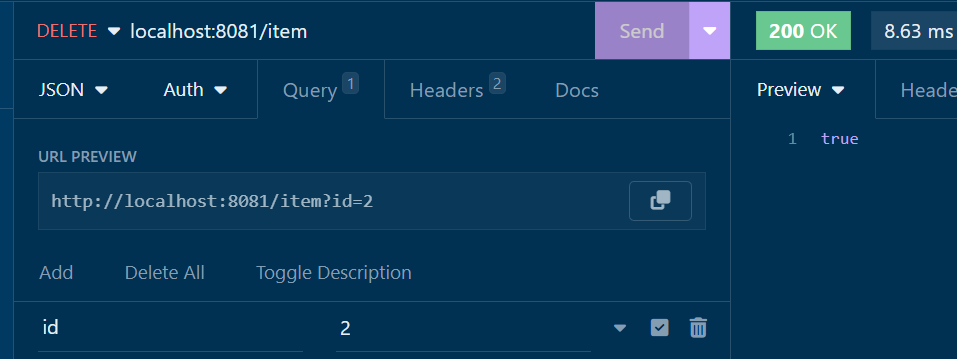 DELETE localhost:8081/item Send 200 OK 8.63 ms
JSON Auth Query 1 Headers 2 Docs Preview Heade
URL PREVIEW 1 true
http://localhost:8081/item?id=2
Add Delete All Toggle Description
id 2